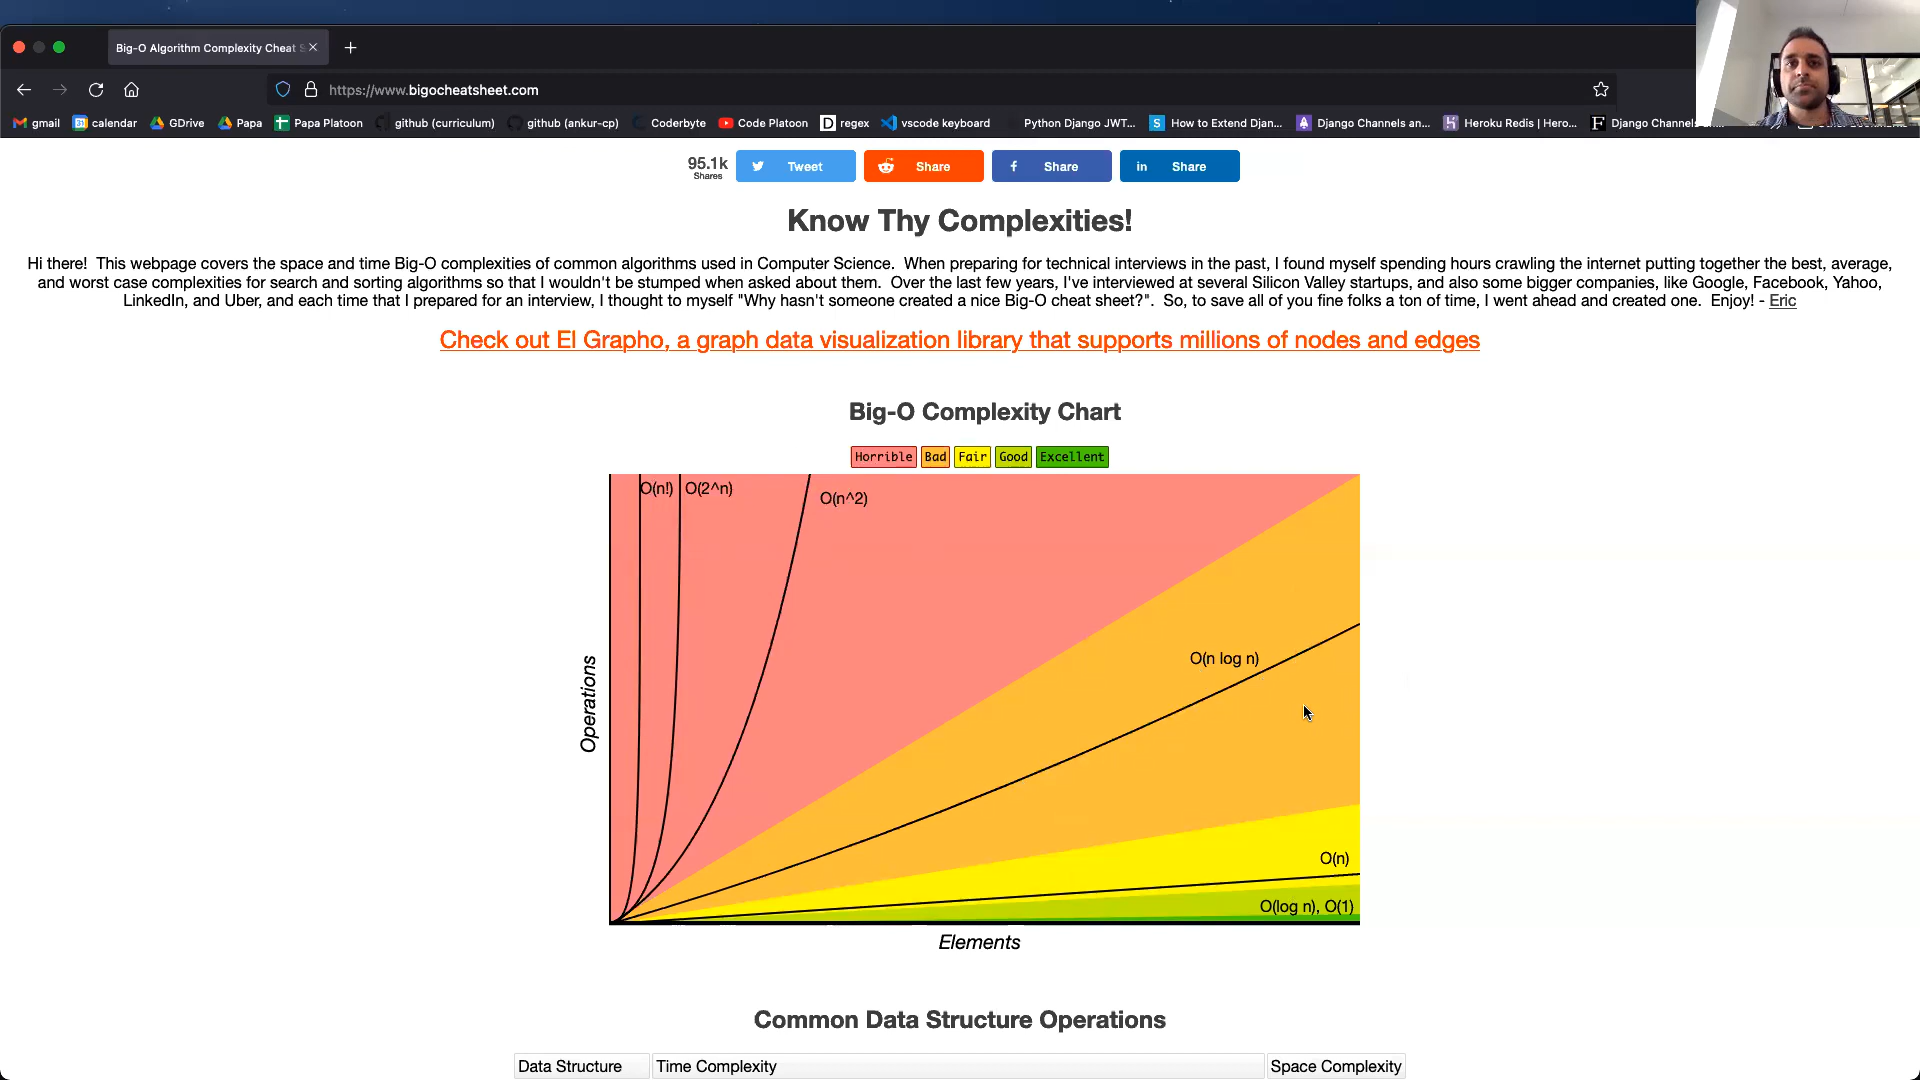 Big-O Algorithm Complexity Cheat S
https://www.bigocheatsheet.com
gmail
calendar
GDrive
Papa
Papa Platoon
github (curriculum)
github (ankur-cp)
Coderbyte
Code Platoon
regex
vscode keyboard
Python Django JWT...
How to Extend Djan...
Django Channels an...
Heroku Redis | Hero...
Django Channels
95.1k
Shares
Tweet
Share
Share
Share
Know Thy Complexities!
Hi there!  This webpage covers the space and time Big-O complexities of common algorithms used in Computer Science.  When preparing for technical interviews in the past, I found myself spending hours crawling the internet putting together the best, average,
and worst case complexities for search and sorting algorithms so that I wouldn't be stumped when asked about them.  Over the last few years, I've interviewed at several Silicon Valley startups, and also some bigger companies, like Google, Facebook, Yahoo,
LinkedIn, and Uber, and each time that I prepared for an interview, I thought to myself "Why hasn't someone created a nice Big-O cheat sheet?".  So, to save all of you fine folks a ton of time, I went ahead and created one.  Enjoy! - Eric
Check out El Grapho, a graph data visualization library that supports millions of nodes and edges
Big-O Complexity Chart
Horrible Bad Fair Good Excellent
O(n!) O(2^n)
O(n^2)
O(n log n)
O(n)
O(log n), O(1)
Operations
Elements
Common Data Structure Operations
Data Structure Time Complexity Space Complexity